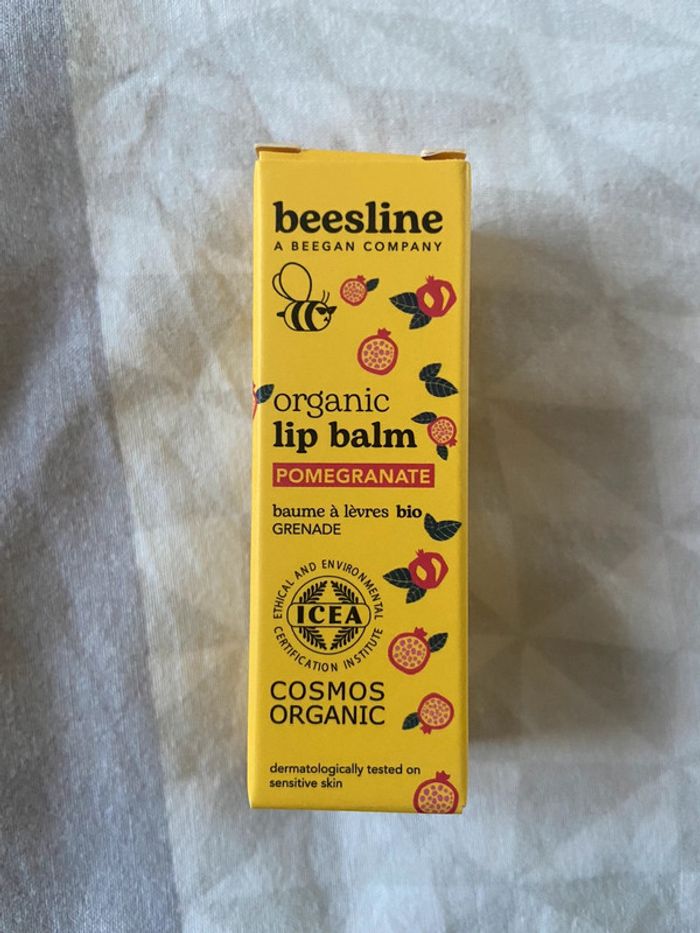 beesline
A BEEGAN COMPANY
organic
lip balm
POMEGRANATE
baume à lèvres bio
GRENADE
ETHICAL AND ENVIRONMENTAL
ICEA
CERTIFICATION INSTITUTE
COSMOS
ORGANIC
dermatologically tested on
sensitive skin